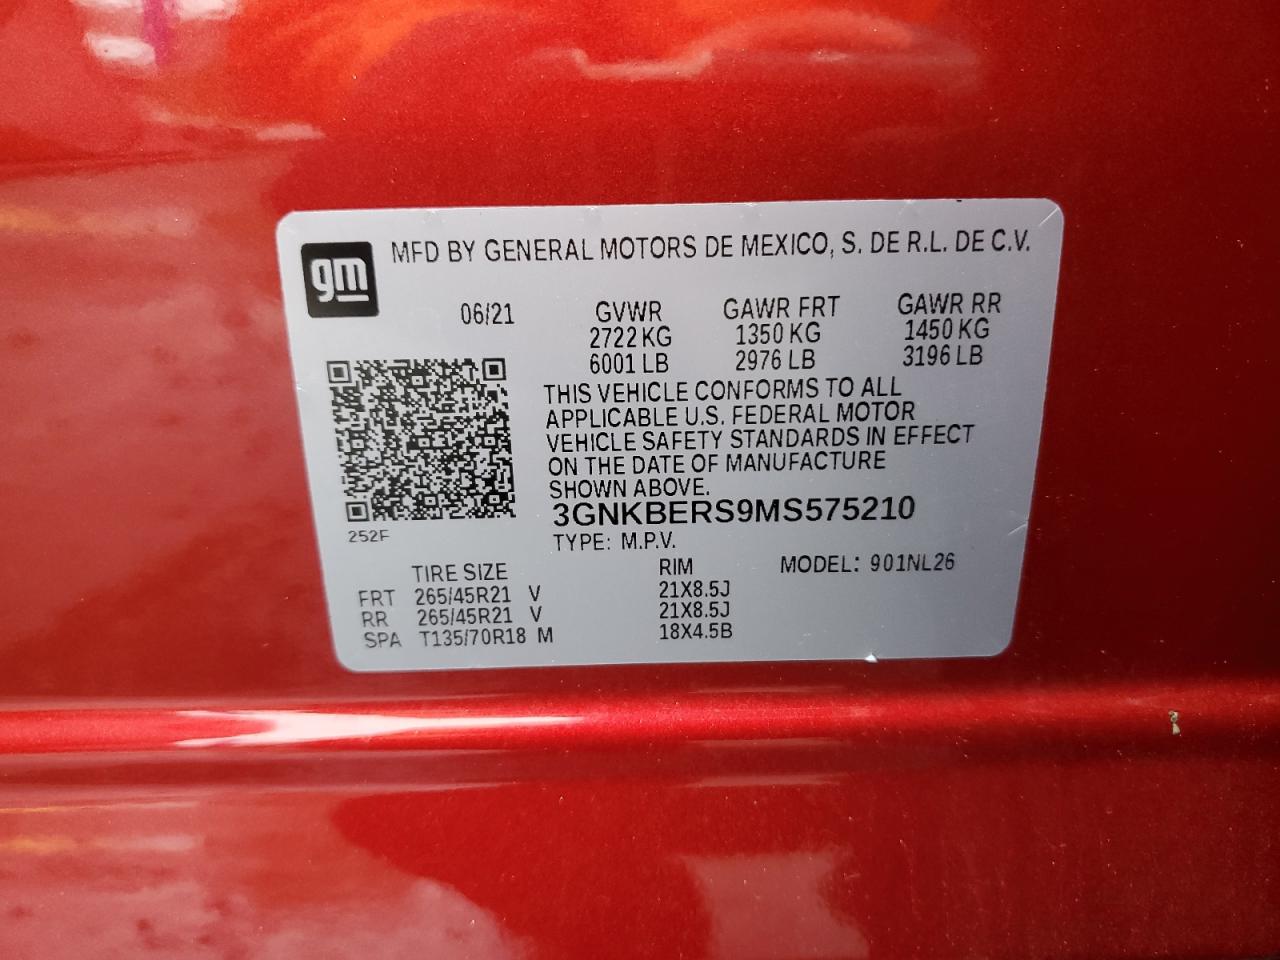 gm
MFD BY GENERAL MOTORS DE MEXICO, S. DE R.L. DE C.V.
06/21 GVWR GAWR FRT GAWR RR
2722 KG 1350 KG 1450 KG
6001 LB 2976 LB 3196 LB
THIS VEHICLE CONFORMS TO ALL
APPLICABLE U.S. FEDERAL MOTOR
VEHICLE SAFETY STANDARDS IN EFFECT
ON THE DATE OF MANUFACTURE
SHOWN ABOVE.
3GNKBERS9MS575210
252F
TYPE: M.P.V.
TIRE SIZE RIM MODEL: 901NL26
FRT 265/45R21 V 21X8.5J
RR 265/45R21 V 21X8.5J
SPA T135/70R18 M 18X4.5B